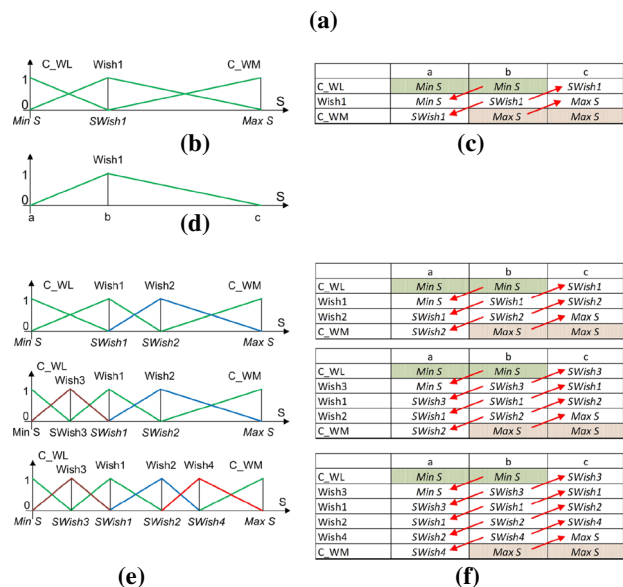 (a)
C_WL Wish1 C_WM
1
0
S
Min S SWish1 Max S
(b)
a b c
C_WL Min S Min S SWish1
Wish1 Min S SWish1 Max S
C_WM SWish1 Max S Max S
(c)
Wish1
1
0
S
a b c
(d)
C_WL Wish1 Wish2 C_WM
1
0
S
Min S SWish1 SWish2 Max S
C_WL
Wish3 Wish1 Wish2 C_WM
1
0
S
Min S SWish3 SWish1 SWish2 Max S
C_WL
Wish3 Wish1 Wish2 Wish4 C_WM
1
0
S
Min S SWish3 SWish1 SWish2 SWish4 Max S
(e)
a b c
C_WL Min S Min S SWish1
Wish1 Min S SWish1 SWish2
Wish2 SWish1 SWish2 Max S
C_WM SWish2 Max S Max S
a b c
C_WL Min S Min S SWish3
Wish3 Min S SWish3 SWish1
Wish1 SWish3 SWish1 SWish2
Wish2 SWish1 SWish2 Max S
C_WM SWish2 Max S Max S
a b c
C_WL Min S Min S SWish3
Wish3 Min S SWish3 SWish1
Wish1 SWish3 SWish1 SWish2
Wish2 SWish1 SWish2 SWish4
Wish4 SWish2 SWish4 Max S
C_WM SWish4 Max S Max S
(f)